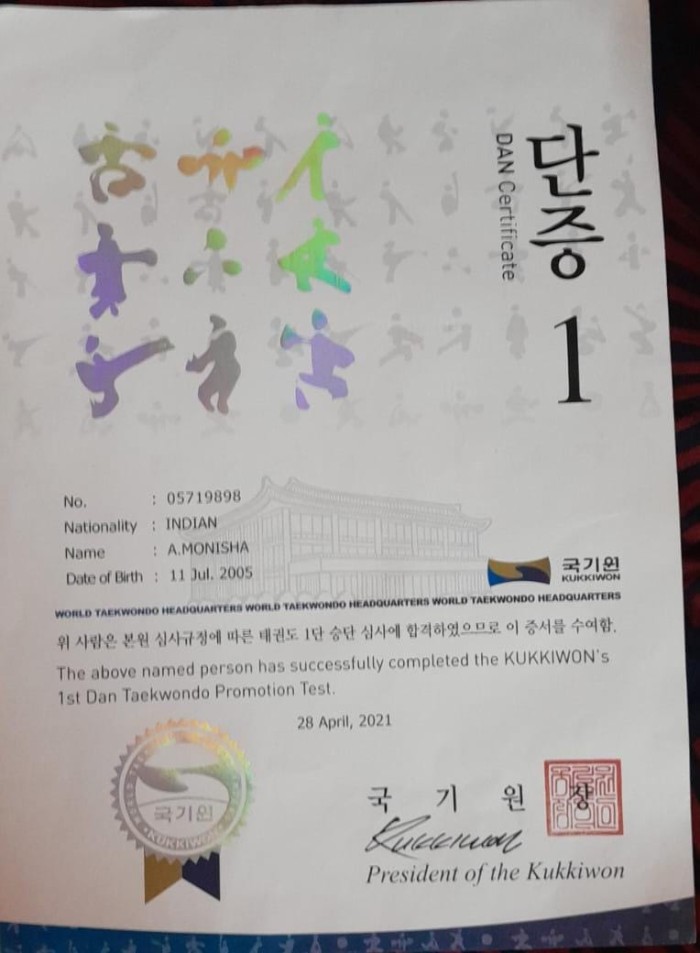 단증
DAN Certificate
1
No. : 05719898
Nationality : INDIAN
Name : A.MONISHA
Date of Birth : 11 Jul. 2005
국기원
KUKKIWON
WORLD TAEKWONDO HEADQUARTERS WORLD TAEKWONDO HEADQUARTERS WORLD TAEKWONDO HEADQUARTERS
위 사람은 본원 심사규정에 따른 태권도 1단 승단 심사에 합격하였으므로 이 증서를 수여함.
The above named person has successfully completed the KUKKIWON's
1st Dan Taekwondo Promotion Test.
28 April, 2021
국기원
KUKKIWON
국 기 원 장
Kukkiwon
President of the Kukkiwon